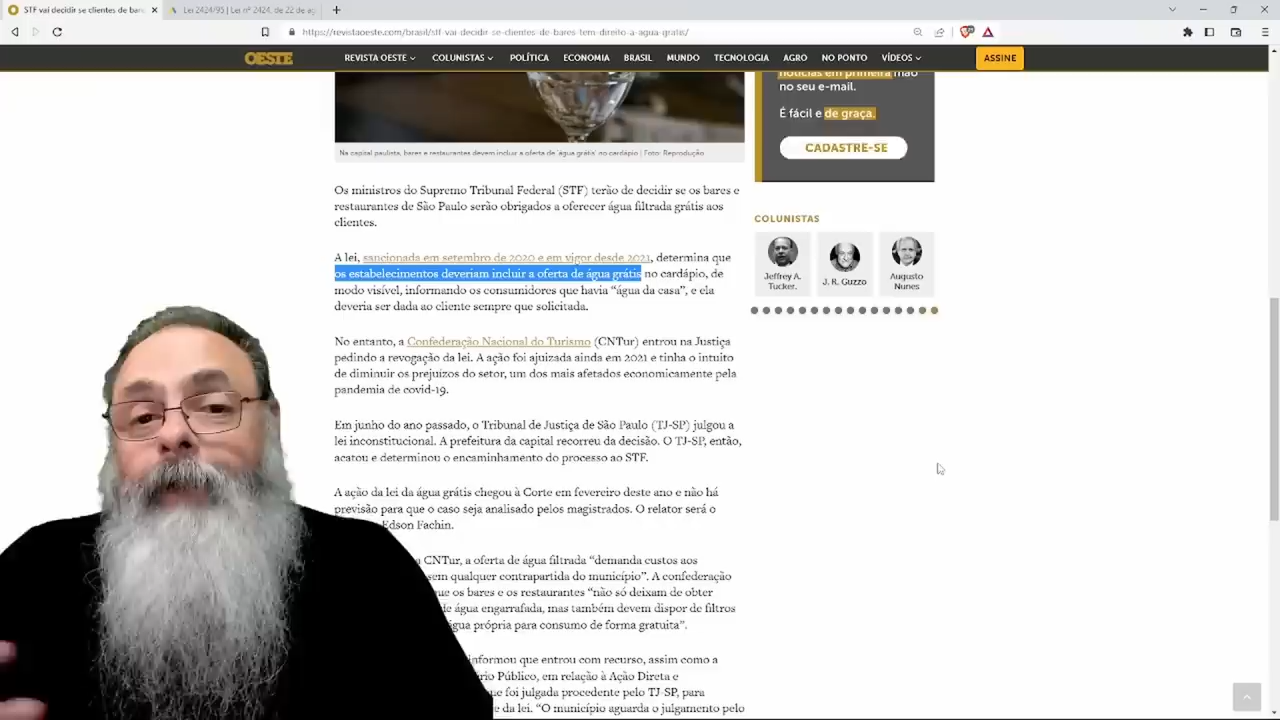 STF vai decidir se clientes de bar
Lei 2424/95 | Lei nº 2424, de 22 de ag
https://revistaoeste.com/brasil/stf-vai-decidir-se-clientes-de-bares-tem-direito-a-agua-gratis/
OESTE
REVISTA OESTE
COLUNISTAS
POLÍTICA
ECONOMIA
BRASIL
MUNDO
TECNOLOGIA
AGRO
NO PONTO
VÍDEOS
ASSINE
Na capital paulista, bares e restaurantes devem incluir a oferta de 'água grátis' no cardápio | Foto: Reprodução
Os ministros do Supremo Tribunal Federal (STF) terão de decidir se os bares e
restaurantes de São Paulo serão obrigados a oferecer água filtrada grátis aos
clientes.
A lei, sancionada em setembro de 2020 e em vigor desde 2021, determina que
os estabelecimentos deveriam incluir a oferta de água grátis no cardápio, de
modo visível, informando os consumidores que havia “água da casa”, e ela
deveria ser dada ao cliente sempre que solicitada.
No entanto, a Confederação Nacional do Turismo (CNTur) entrou na Justiça
pedindo a revogação da lei. A ação foi ajuizada ainda em 2021 e tinha o intuito
de diminuir os prejuízos do setor, um dos mais afetados economicamente pela
pandemia de covid-19.
Em junho do ano passado, o Tribunal de Justiça de São Paulo (TJ-SP) julgou a
lei inconstitucional. A prefeitura da capital recorreu da decisão. O TJ-SP, então,
acatou e determinou o encaminhamento do processo ao STF.
A ação da lei da água grátis chegou à Corte em fevereiro deste ano e não há
previsão para que o caso seja analisado pelos magistrados. O relator será o
Edson Fachin.
CNTur, a oferta de água filtrada “demanda custos aos
sem qualquer contrapartida do município”. A confederação
ue os bares e os restaurantes “não só deixam de obter
de água engarrafada, mas também devem dispor de filtros
água própria para consumo de forma gratuita”.
informou que entrou com recurso, assim como a
rio Público, em relação à Ação Direta e
ue foi julgada procedente pelo TJ-SP, para
e da lei. “O município aguarda o julgamento pelo
notícias em primeira mão
no seu e-mail.
É fácil e de graça.
CADASTRE-SE
COLUNISTAS
Jeffrey A.
Tucker.
J. R. Guzzo
Augusto
Nunes